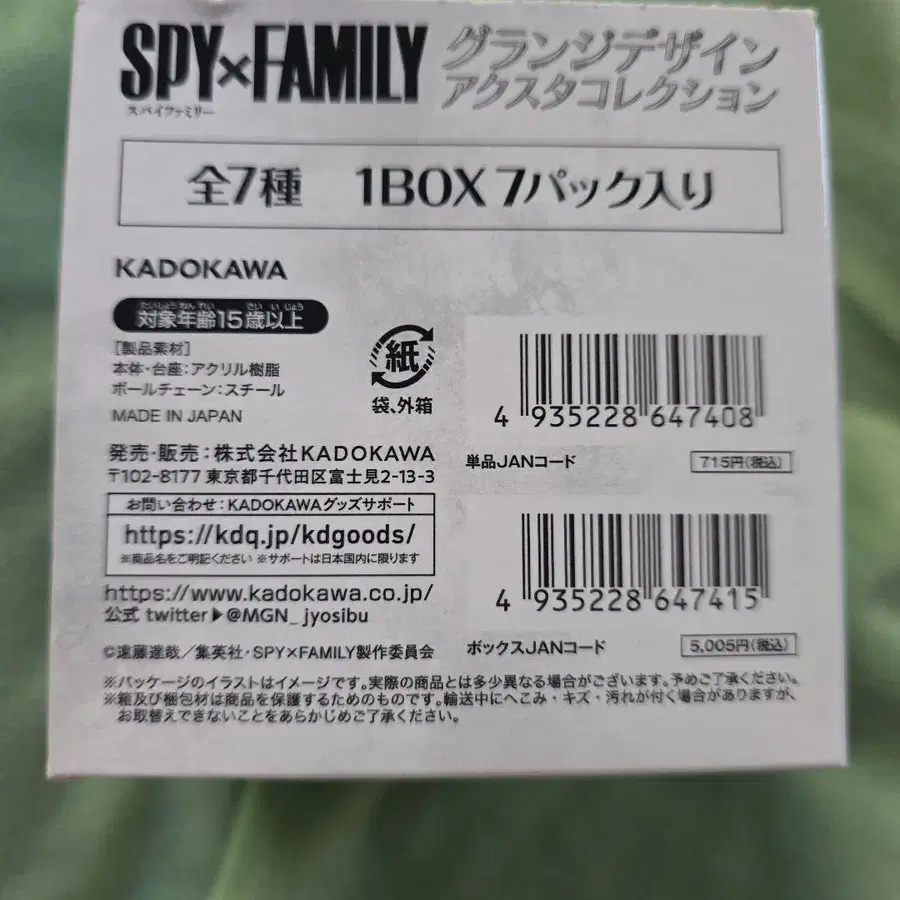 SPY×FAMILY
スパイファミリー
グランジデザイン
アクスタコレクション
全7種 1BOX 7パック入り
KADOKAWA
たいしょうねんれい さい い じょう
対象年齢15歳以上
[製品素材]
本体・台座:アクリル樹脂
ボールチェーン:スチール
MADE IN JAPAN
紙
袋、外箱
発売・販売:株式会社KADOKAWA
〒102-8177 東京都千代田区富士見2-13-3
お問い合わせ:KADOKAWAグッズサポート
https://kdq.jp/kdgoods/
※商品名をご明記ください ※サポートは日本国内に限ります
https://www.kadokawa.co.jp/
公式 twitter▶@MGN_jyosibu
©遠藤達哉/集英社・SPY×FAMILY製作委員会
4 935228 647408
単品JANコード 715円(税込)
4 935228 647415
ボックスJANコード 5,005円(税込)
※パッケージのイラストはイメージです。実際の商品とは多少異なる場合がございます。予めご了承ください。
※箱及び梱包材は商品を保護するためのものです。輸送中にへこみ・キズ・汚れが付く場合がありますが、
お取替えできないことをあらかじめご了承ください。